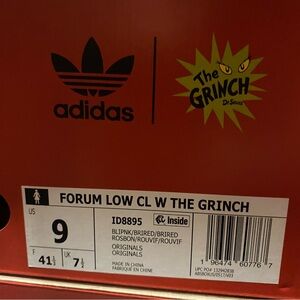 adidas
The
GRINCH
Dr. Seuss
FORUM LOW CL W THE GRINCH
US
9
F
41⅓
UK
7½
ID8895
Inside
BLIPNK/BRIRED/BRIRED
ROSBON/ROUVIF/ROUVIF
ORIGINALS
ORIGINALS
MADE IN CHINA
FABRIQUE EN CHINE
1 96474 60776 7